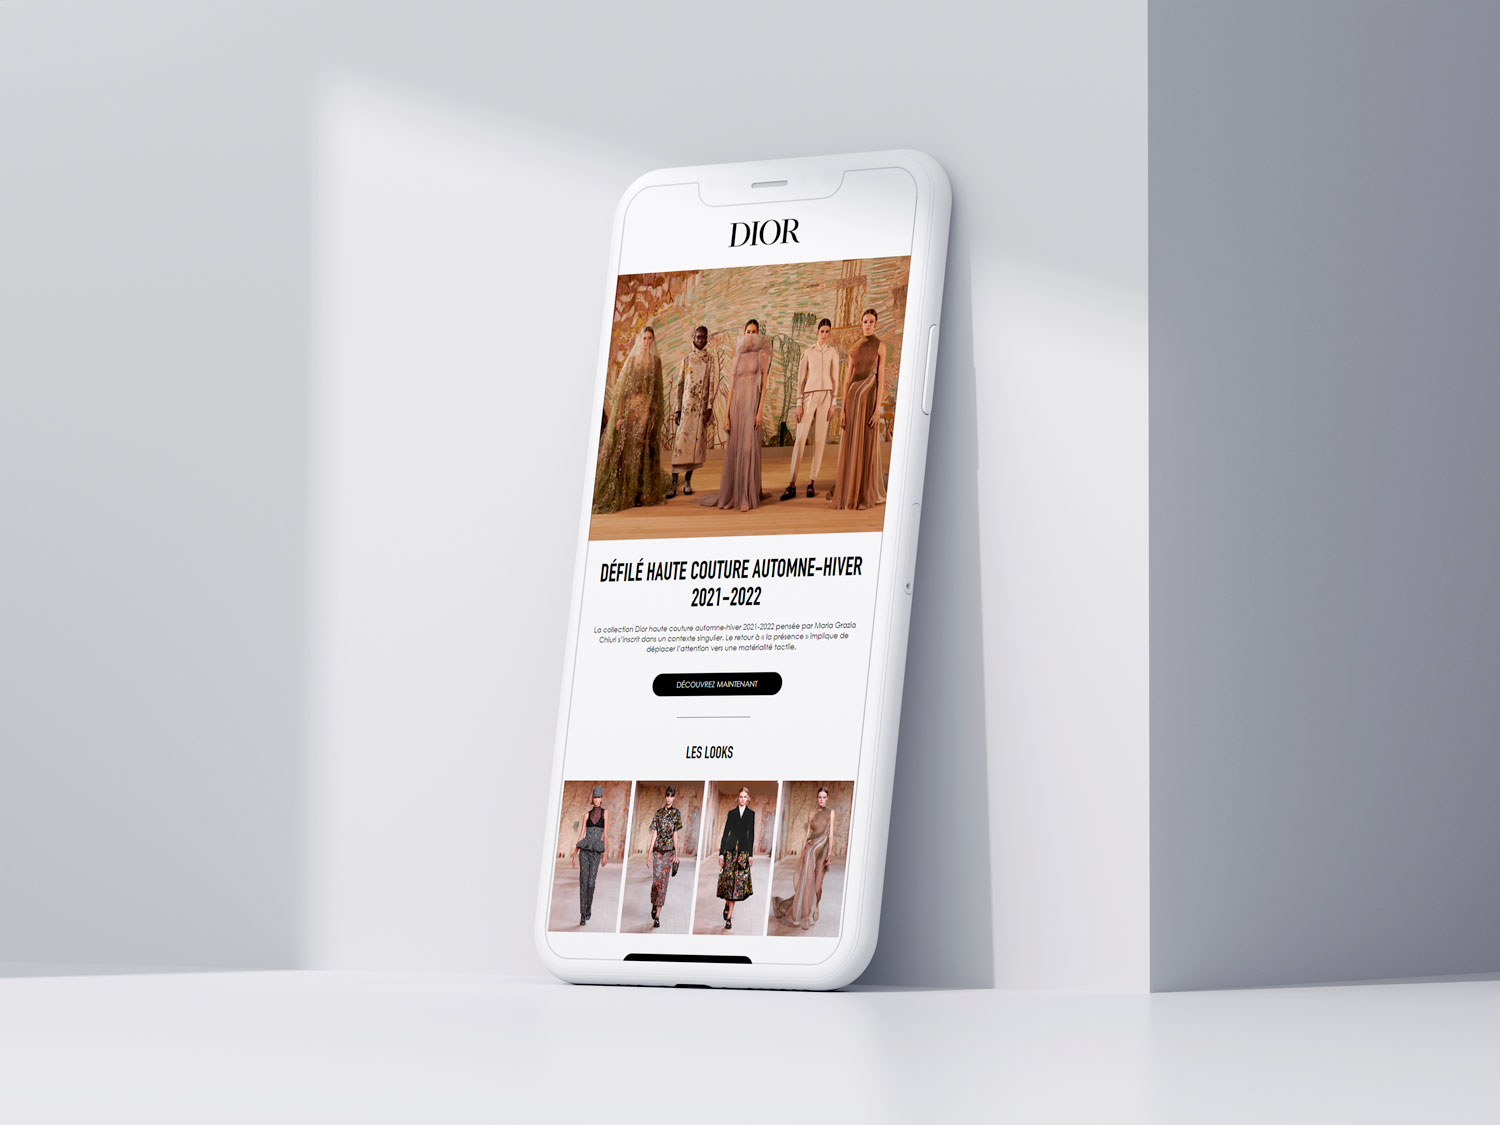 DIOR
DÉFILÉ HAUTE COUTURE AUTOMNE-HIVER
2021-2022
La collection Dior haute couture automne-hiver 2021-2022 pensée par Maria Grazia
Chiuri s'inscrit dans un contexte singulier. Le retour à « la présence » implique de
déplacer l'attention vers une matérialité tactile.
DÉCOUVREZ MAINTENANT
LES LOOKS